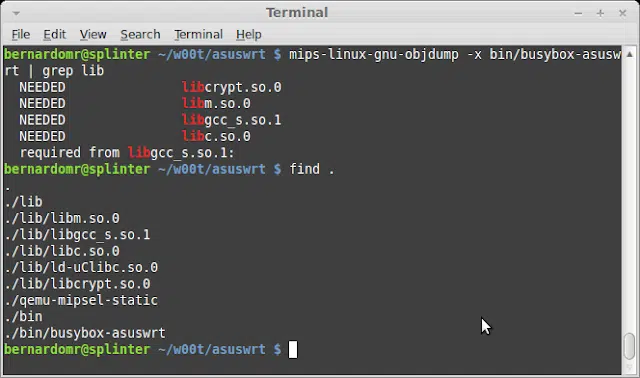 Terminal
File Edit View Search Terminal Help
bernardomr@splinter ~/w00t/asuswrt $ mips-linux-gnu-objdump -x bin/busybox-asusw
rt | grep lib
NEEDED libcrypt.so.0
NEEDED libm.so.0
NEEDED libgcc_s.so.1
NEEDED libc.so.0
required from libgcc_s.so.1:
bernardomr@splinter ~/w00t/asuswrt $ find .
.
./lib
./lib/libm.so.0
./lib/libgcc_s.so.1
./lib/libc.so.0
./lib/ld-uClibc.so.0
./lib/libcrypt.so.0
./qemu-mipsel-static
./bin
./bin/busybox-asuswrt
bernardomr@splinter ~/w00t/asuswrt $